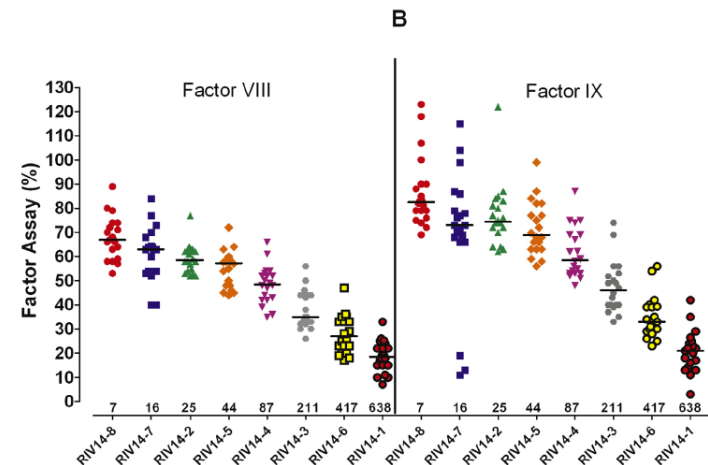 B
Factor VIII
Factor IX
Factor Assay (%)
130
120
110
100
90
80
70
60
50
40
30
20
10
0
7 16 25 44 87 211 417 638 7 16 25 44 87 211 417 638
RIV14-8 RIV14-7 RIV14-2 RIV14-5 RIV14-4 RIV14-3 RIV14-6 RIV14-1 RIV14-8 RIV14-7 RIV14-2 RIV14-5 RIV14-4 RIV14-3 RIV14-6 RIV14-1